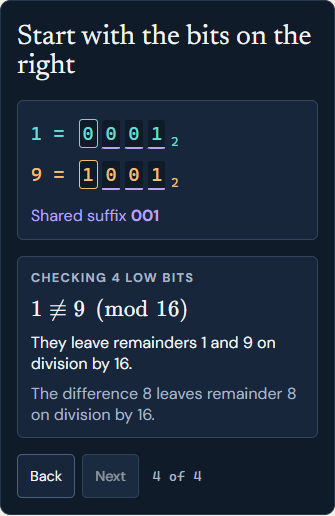 Start with the bits on the
right
1 = 0 0 0 1 2
9 = 1 0 0 1 2
Shared suffix 001
CHECKING 4 LOW BITS
1 ≢ 9 (mod 16)
They leave remainders 1 and 9 on
division by 16.
The difference 8 leaves remainder 8
on division by 16.
Back Next 4 of 4